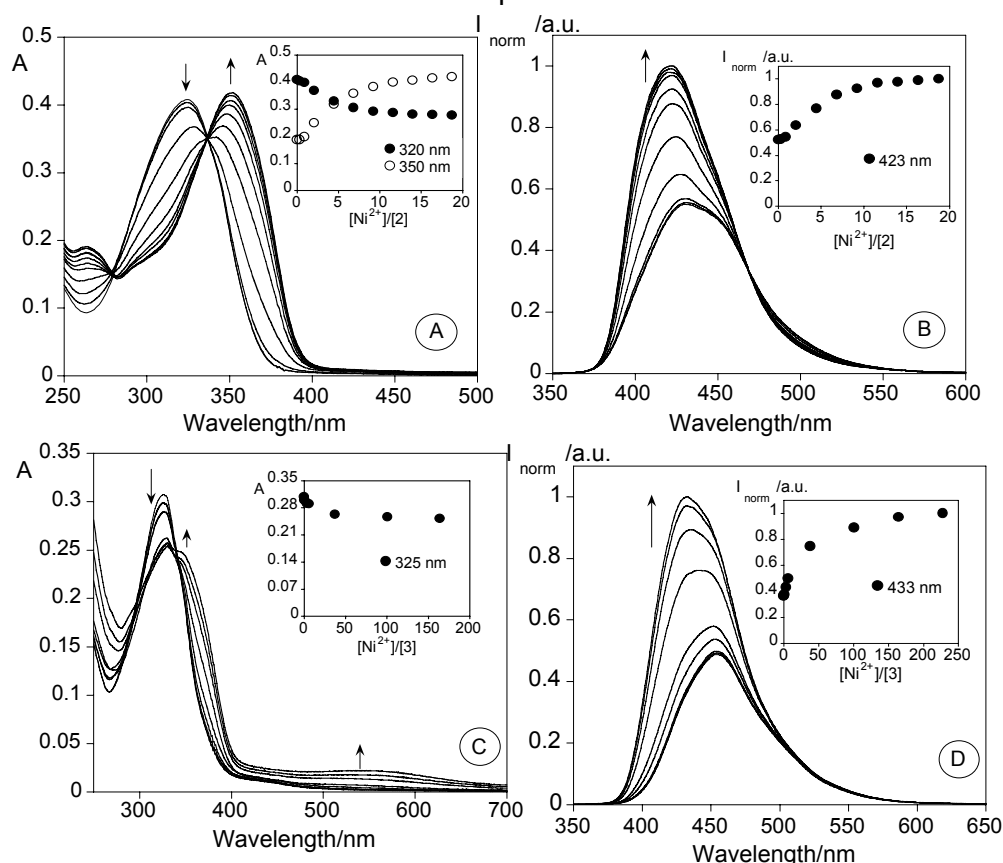 I norm /a.u.
A
0.5
0.4
0.3
0.2
0.1
0
250 300 350 400 450 500
Wavelength/nm
A
A
0.5
0.4
0.3
0.2
0.1
0
0 5 10 15 20
320 nm
350 nm
[Ni2+]/[2]
1
0.8
0.6
0.4
0.2
0
350 400 450 500 550 600
Wavelength/nm
B
I norm /a.u.
1
0.8
0.6
0.4
0.2
0
0 5 10 15 20
423 nm
[Ni2+]/[2]
A
0.35
0.3
0.25
0.2
0.15
0.1
0.05
0
300 400 500 600 700
Wavelength/nm
C
A
0.35
0.28
0.21
0.14
0.07
0
0 50 100 150 200
325 nm
[Ni2+]/[3]
I norm /a.u.
1
0.8
0.6
0.4
0.2
0
350 400 450 500 550 600 650
Wavelength/nm
D
I norm /a.u.
1
0.8
0.6
0.4
0.2
0
0 50 100 150 200 250
433 nm
[Ni2+]/[3]